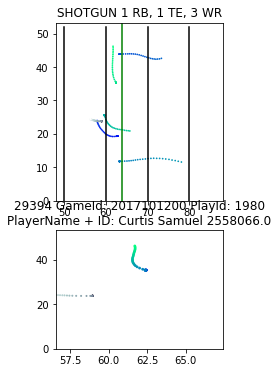 SHOTGUN 1 RB, 1 TE, 3 WR
50
40
30
20
10
0
50 60 70 80
29394 GameId: 2017101200 PlayId: 1980
PlayerName + ID: Curtis Samuel 2558066.0
40
20
0
57.5 60.0 62.5 65.0